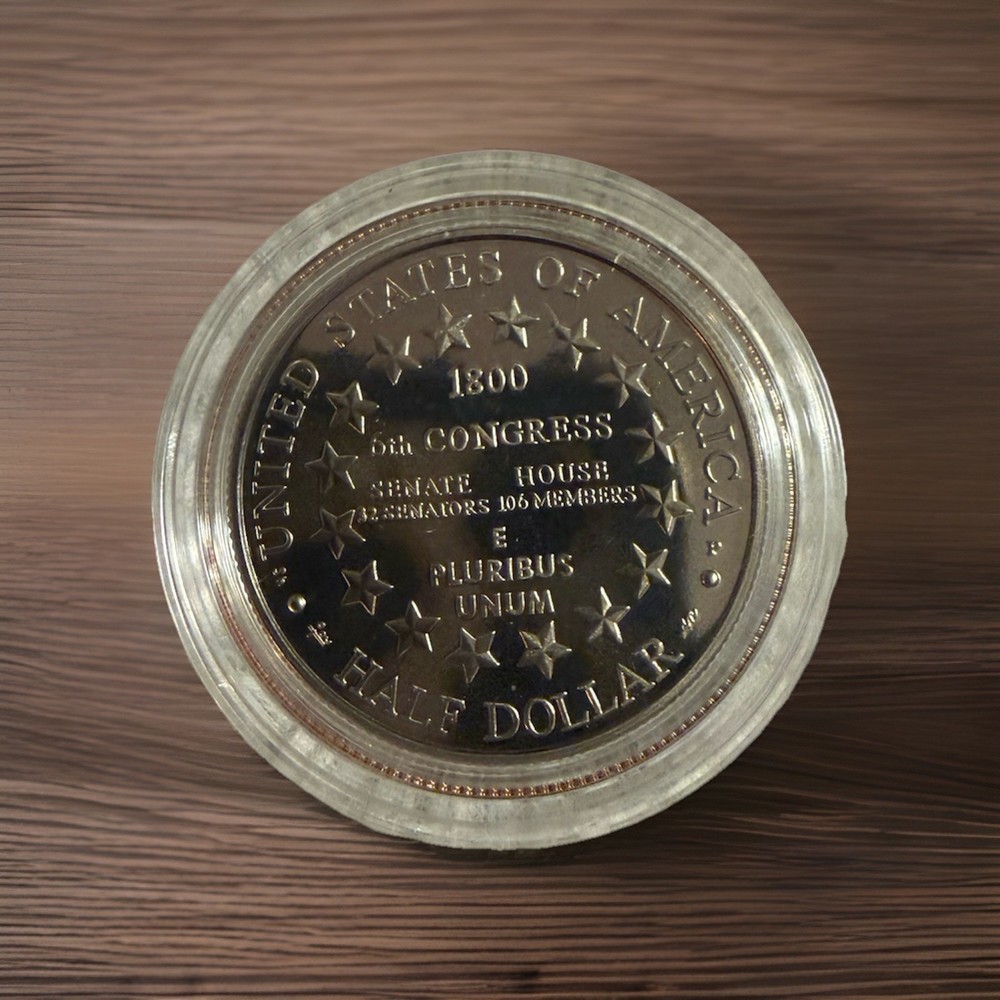 UNITED STATES OF AMERICA
1800
6th CONGRESS
SENATE HOUSE
32 SENATORS 106 MEMBERS
E
PLURIBUS
UNUM
P
HALF DOLLAR